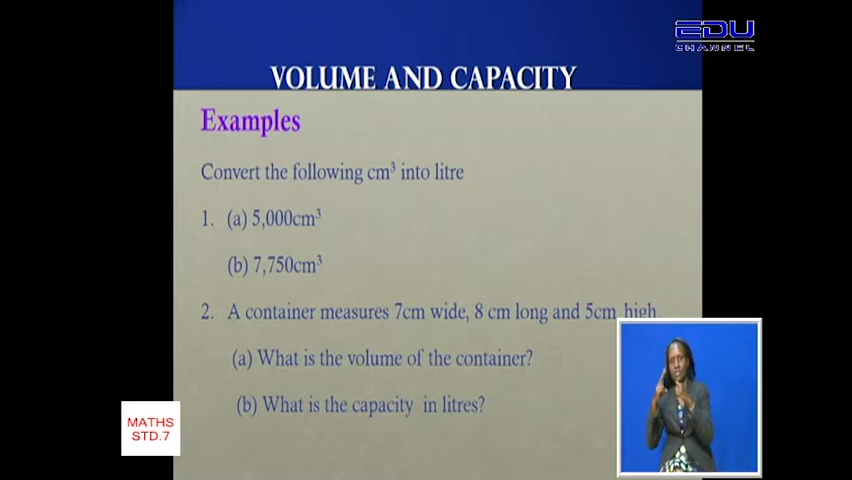 EDU
CHANNEL
VOLUME AND CAPACITY
Examples
Convert the following cm³ into litre
1. (a) 5,000cm³
(b) 7,750cm³
2. A container measures 7cm wide, 8 cm long and 5cm high.
(a) What is the volume of the container?
(b) What is the capacity in litres?
MATHS
STD.7